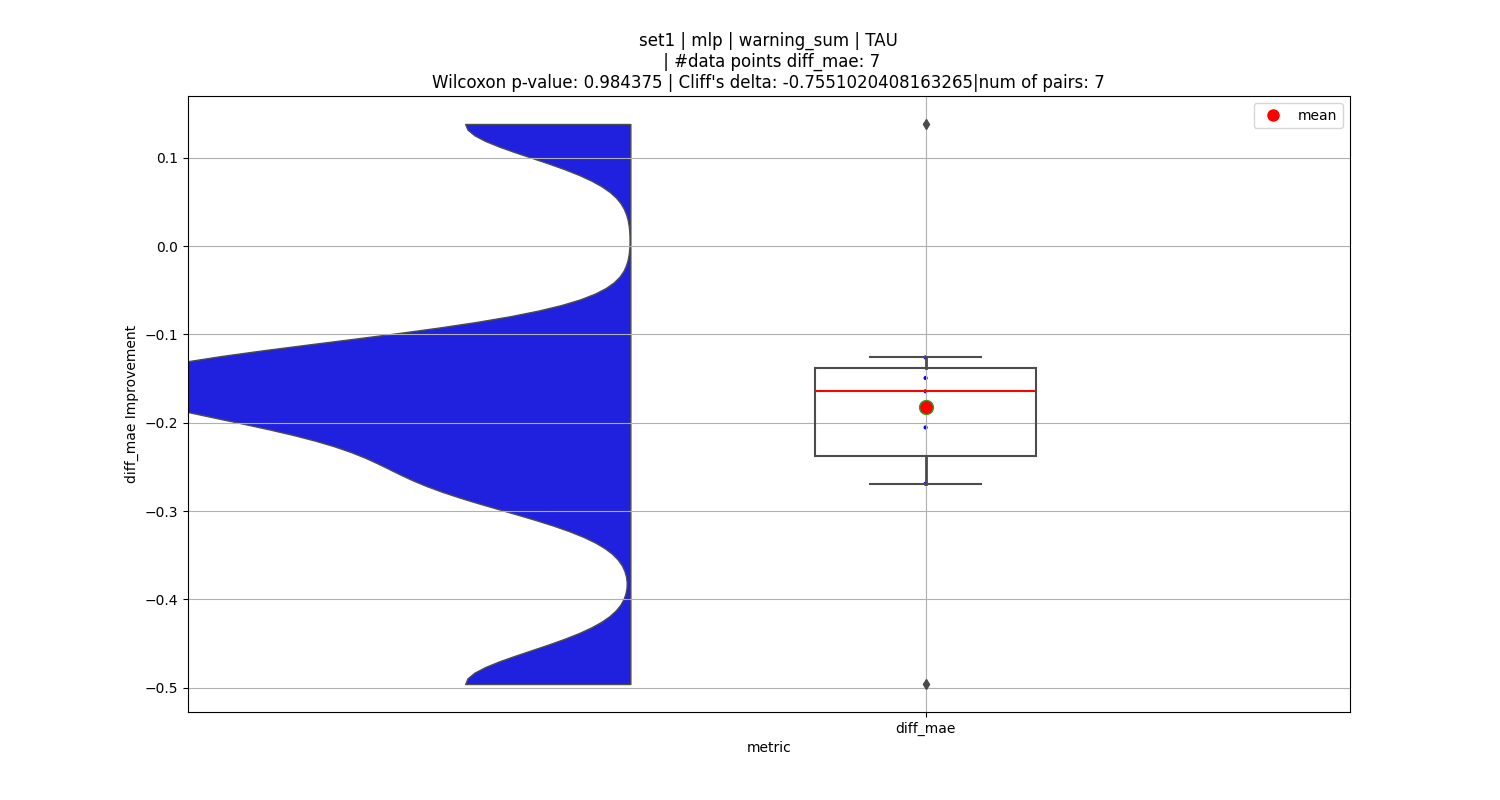 set1 | mlp | warning_sum | TAU
| #data points diff_mae: 7
Wilcoxon p-value: 0.984375 | Cliff's delta: -0.7551020408163265|num of pairs: 7
mean
0.1
0.0
−0.1
−0.2
−0.3
−0.4
−0.5
diff_mae Improvement
diff_mae
metric